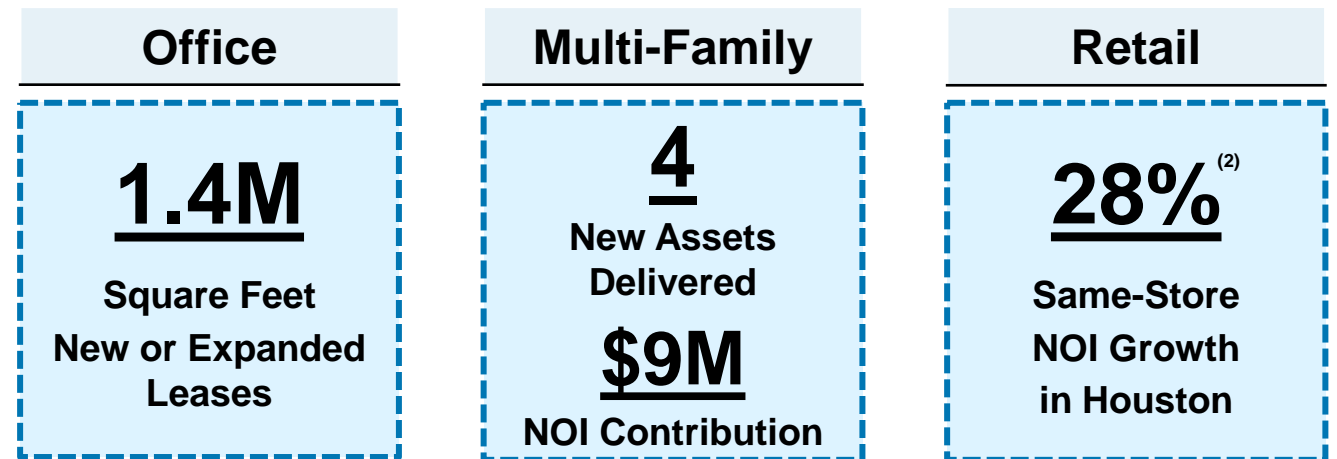 Office
1.4M
Square Feet
New or Expanded
Leases
Multi-Family
4
New Assets
Delivered
$9M
NOI Contribution
Retail
28%(2)
Same-Store
NOI Growth
in Houston